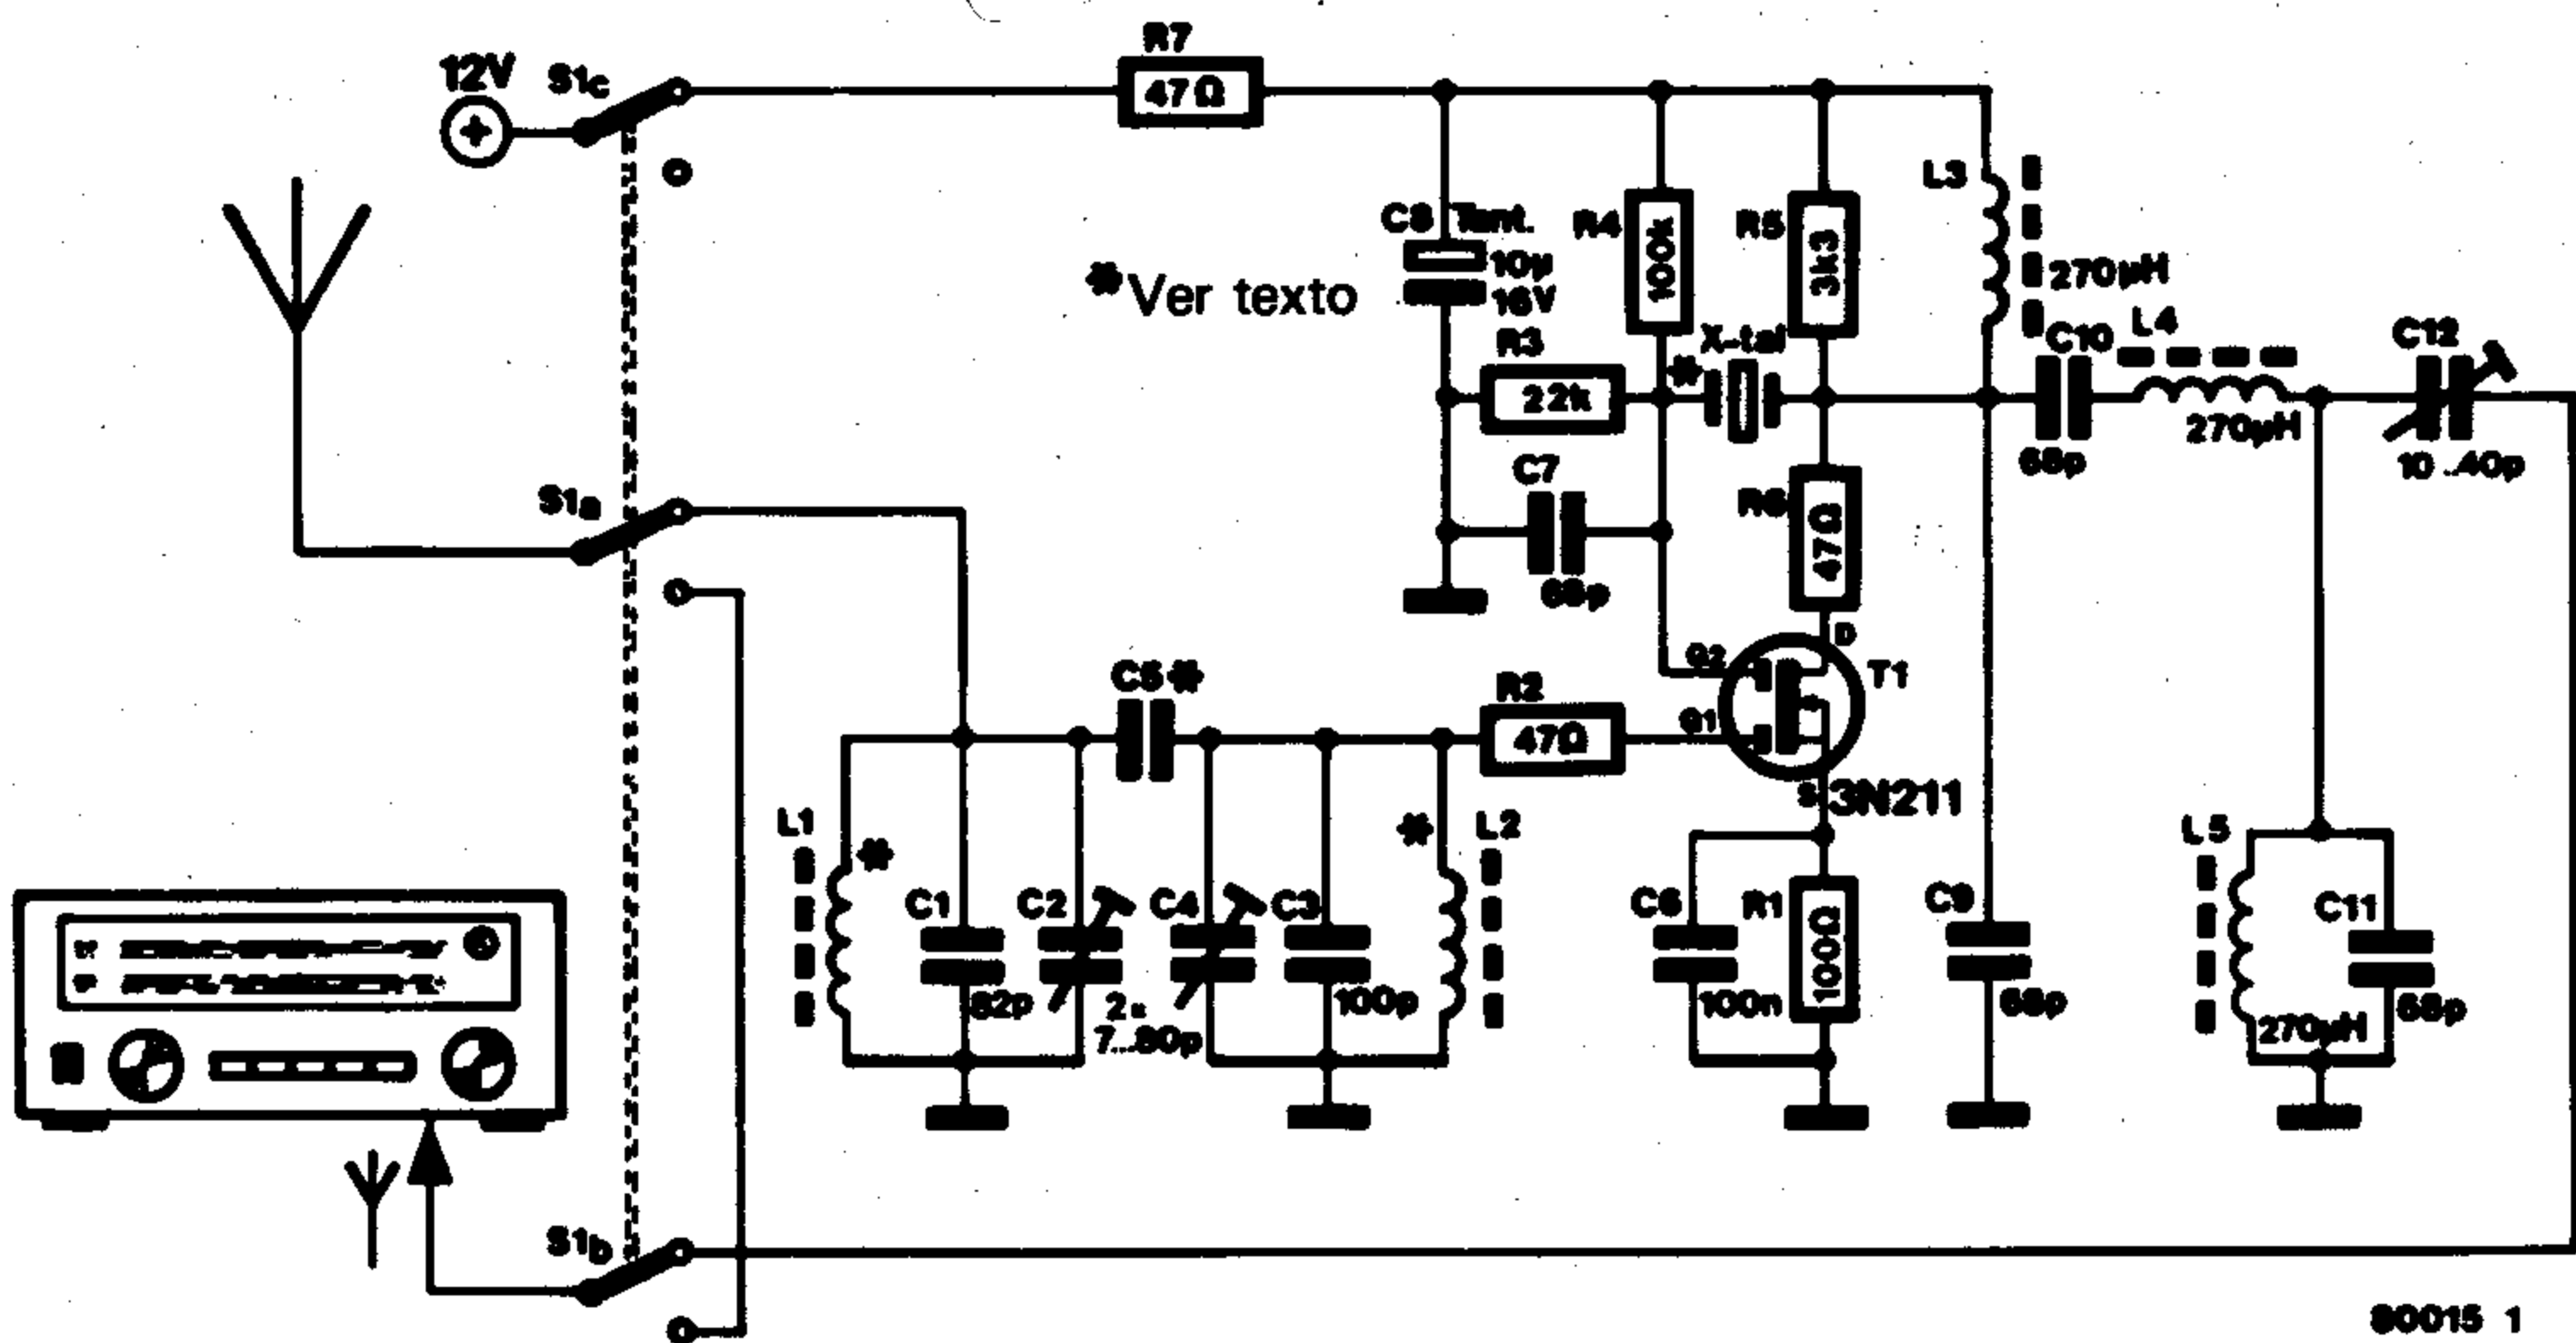 R7
12V
S1c
47Ω
L3
C8 Tant.
10µ
16V
R4
100k
R5
3k3
*Ver texto
270µH
R3
X-tal
*
C10
L4
C12
22k
270µH
68p
10 ..40p
C7
S1a
R6
47Ω
68p
D
G2
T1
C5*
R2
47Ω
G1
S
3N211
L1
*
*
L2
L5
C1
C2
C4
C3
C6
R1
100Ω
C9
C11
82p
2x
7...80p
100p
100n
68p
270µH
68p
S1b
80015 1